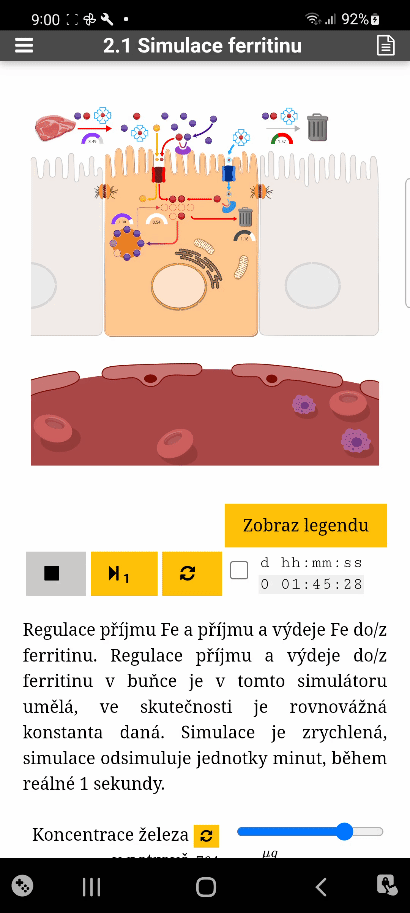 9:00 92%
2.1 Simulace ferritinu
Zobraz legendu
1
d hh:mm:ss
0 01:45:28
Regulace příjmu Fe a příjmu a výdeje Fe do/z
ferritinu. Regulace příjmu a výdeje do/z
ferritinu v buňce je v tomto simulátoru
umělá, ve skutečnosti je rovnovážná
konstanta daná. Simulace je zrychlená,
simulace odsimuluje jednotky minut, během
reálné 1 sekundy.
Koncentrace železa
μg